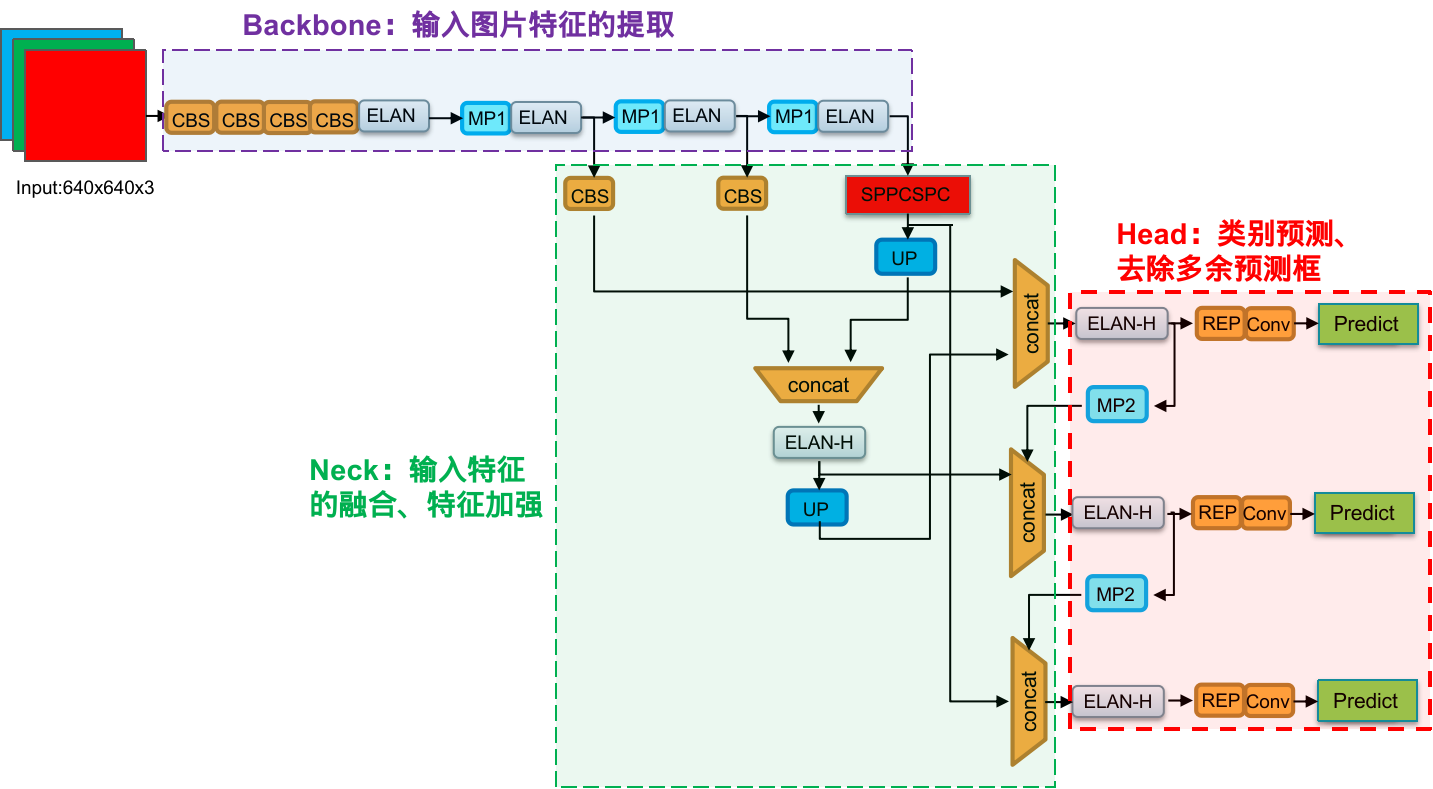 Backbone：输入图片特征的提取
CBS CBS CBS CBS ELAN MP1 ELAN MP1 ELAN MP1 ELAN
Input:640x640x3
CBS CBS SPPCSPC
UP
Head：类别预测、
去除多余预测框
concat
ELAN-H REP Conv Predict
concat
MP2
ELAN-H
Neck：输入特征
的融合、特征加强
UP
concat
ELAN-H REP Conv Predict
MP2
concat
ELAN-H REP Conv Predict